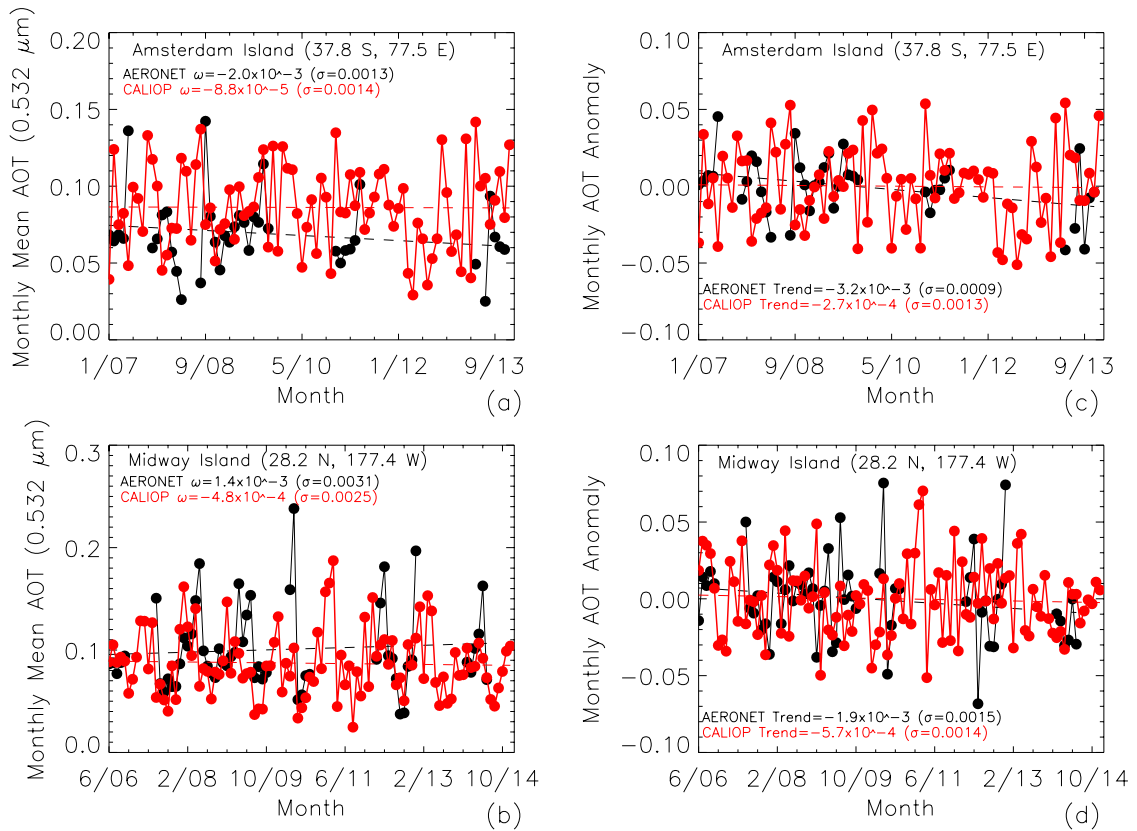 0.20
0.15
0.10
0.05
0.00
Monthly Mean AOT (0.532 μm)
Amsterdam Island (37.8 S, 77.5 E)
AERONET ω=−2.0x10^−3 (σ=0.0013)
CALIOP ω=−8.8x10^−5 (σ=0.0014)
1/07 9/08 5/10 1/12 9/13
Month
(a)
0.10
0.05
0.00
−0.05
−0.10
Monthly AOT Anomaly
Amsterdam Island (37.8 S, 77.5 E)
AERONET Trend=−3.2x10^−3 (σ=0.0009)
CALIOP Trend=−2.7x10^−4 (σ=0.0013)
1/07 9/08 5/10 1/12 9/13
Month
(c)
0.3
0.2
0.1
0.0
Monthly Mean AOT (0.532 μm)
Midway Island (28.2 N, 177.4 W)
AERONET ω=1.4x10^−3 (σ=0.0031)
CALIOP ω=−4.8x10^−4 (σ=0.0025)
6/06 2/08 10/09 6/11 2/13 10/14
Month
(b)
0.10
0.05
0.00
−0.05
−0.10
Monthly AOT Anomaly
Midway Island (28.2 N, 177.4 W)
AERONET Trend=−1.9x10^−3 (σ=0.0015)
CALIOP Trend=−5.7x10^−4 (σ=0.0014)
6/06 2/08 10/09 6/11 2/13 10/14
Month
(d)